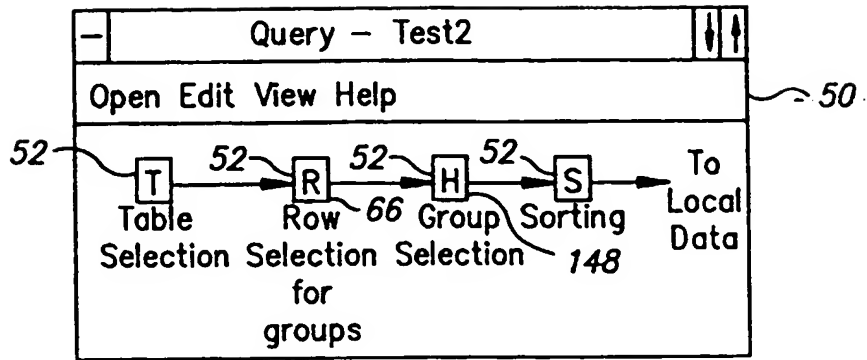 Query – Test2
Open Edit View Help
50
52 52 52 52
T R H S
To
Local
Data
66
148
Table
Selection
Row
Selection
for
groups
Group
Selection
Sorting